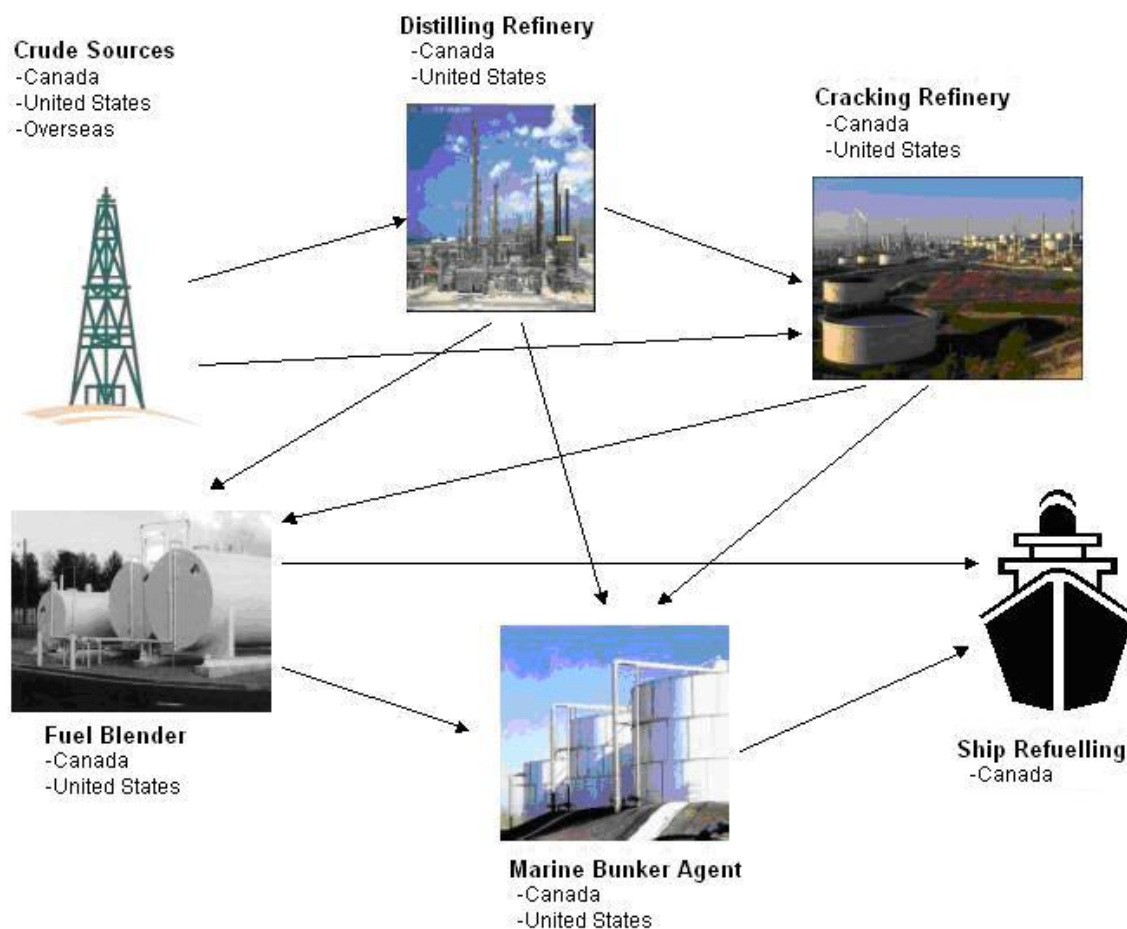 Crude Sources
-Canada
-United States
-Overseas
Distilling Refinery
-Canada
-United States
Cracking Refinery
-Canada
-United States
Fuel Blender
-Canada
-United States
Marine Bunker Agent
-Canada
-United States
Ship Refuelling
-Canada